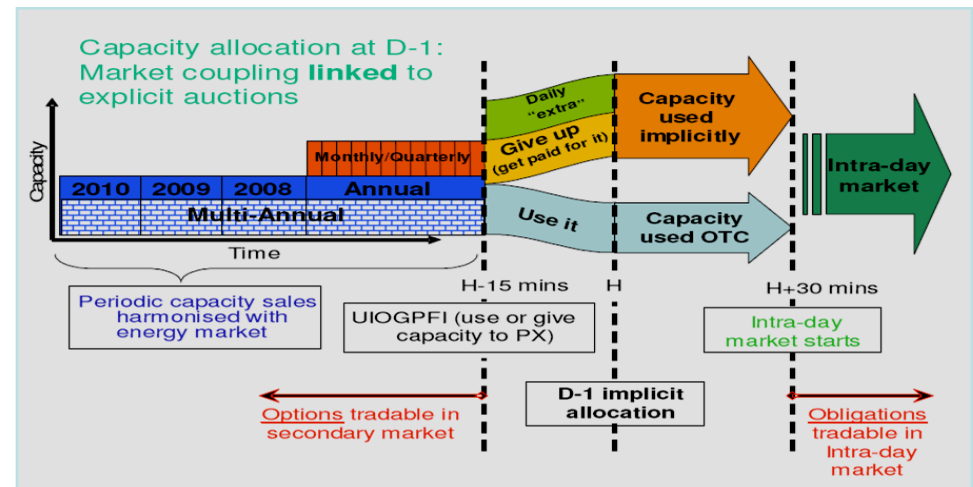 Capacity allocation at D-1:
Market coupling linked to
explicit auctions
Capacity
Time
Monthly/Quarterly
2010 2009 2008 Annual
Multi-Annual
Daily
"extra"
Give up
(get paid for it)
Use it
Capacity
used
implicitly
Capacity
used OTC
Intra-day
market
H-15 mins
H
H+30 mins
Periodic capacity sales
harmonised with
energy market
UIOGPFI (use or give
capacity to PX)
Intra-day
market starts
D-1 implicit
allocation
Options tradable in
secondary market
Obligations
tradable in
Intra-day
market